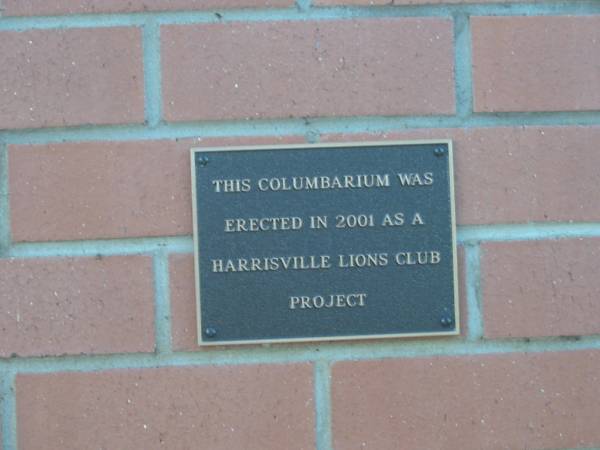 THIS COLUMBARIUM WAS
ERECTED IN 2001 AS A
HARRISVILLE LIONS CLUB
PROJECT